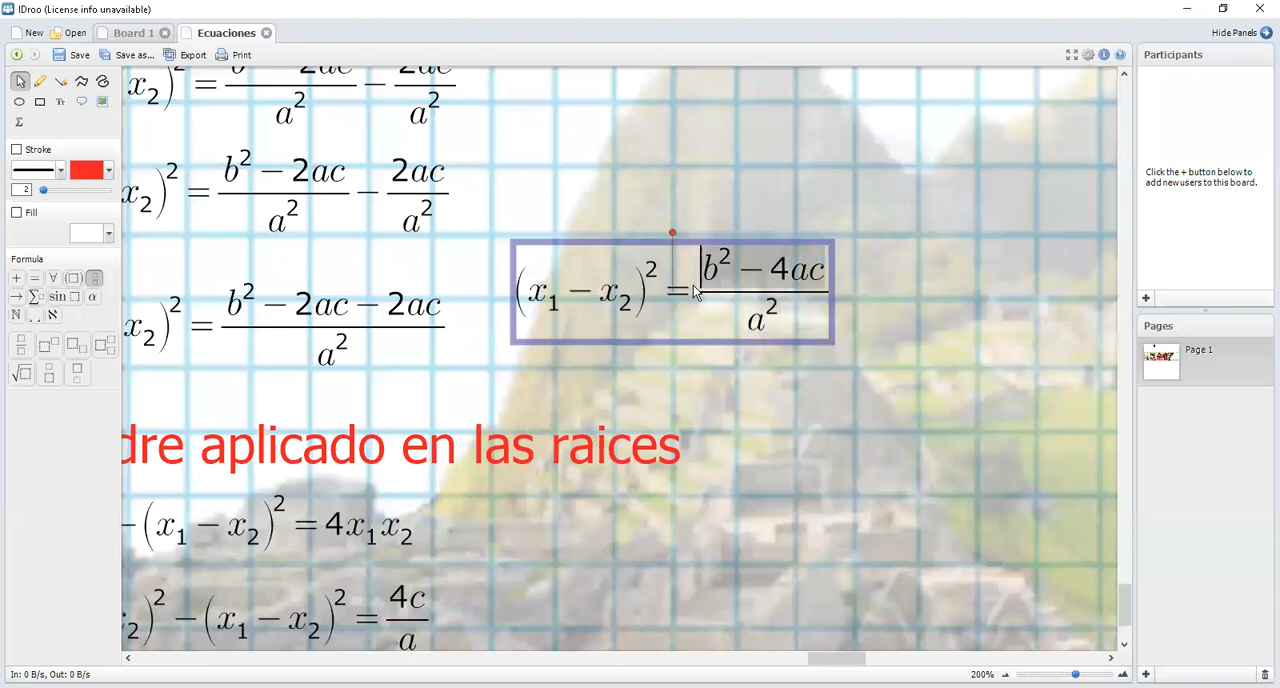 IDroo (License info unavailable)
New Open Board 1 Ecuaciones Hide Panels
Save Save as... Export Print
Participants
Click the + button below to
add new users to this board.
Stroke
2
Fill
Formula
+ = ∀ (□)
→ Σ sin □ α
ℕ ℵ
x₂)² = (b² − 2ac)/a² − 2ac/a²
x₂)² = (b² − 2ac)/a² − 2ac/a²
(x₁ − x₂)² = (b² − 4ac)/a²
x₂)² = (b² − 2ac − 2ac)/a²
dre aplicado en las raices
−(x₁ − x₂)² = 4x₁x₂
x₂)² − (x₁ − x₂)² = 4c/a
Pages
Page 1
In: 0 B/s, Out: 0 B/s
200%